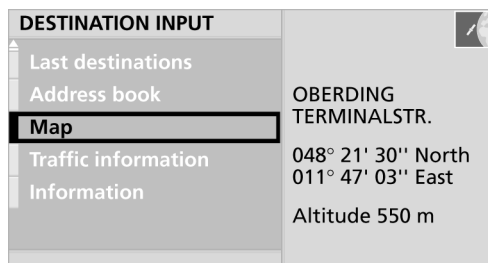 DESTINATION INPUT
Last destinations
Address book
Map
Traffic information
Information
OBERDING
TERMINALSTR.
048° 21' 30'' North
011° 47' 03'' East
Altitude 550 m